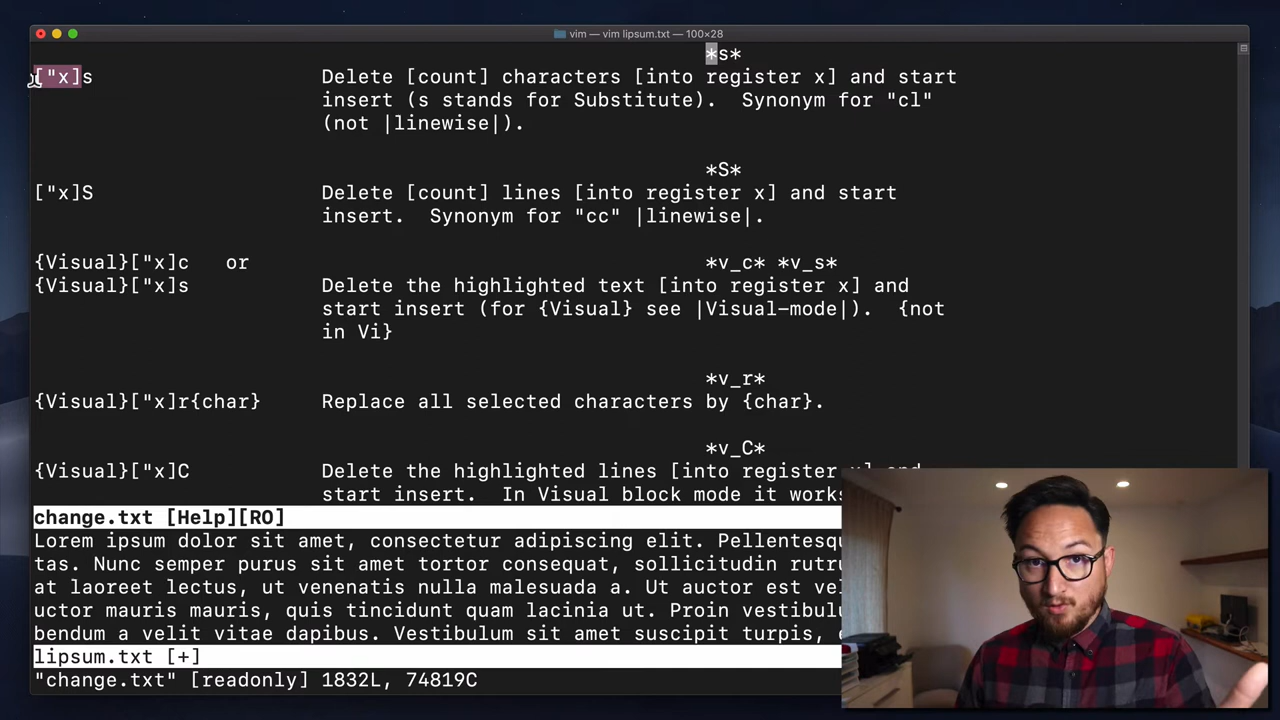 vim — vim lipsum.txt — 100×28
*s*
["x]s Delete [count] characters [into register x] and start
insert (s stands for Substitute). Synonym for "cl"
(not |linewise|).
*S*
["x]S Delete [count] lines [into register x] and start
insert. Synonym for "cc" |linewise|.
{Visual}["x]c or *v_c* *v_s*
{Visual}["x]s Delete the highlighted text [into register x] and
start insert (for {Visual} see |Visual-mode|). {not
in Vi}
*v_r*
{Visual}["x]r{char} Replace all selected characters by {char}.
*v_C*
{Visual}["x]C Delete the highlighted lines [into register x] and
start insert. In Visual block mode it works
change.txt [Help][RO]
Lorem ipsum dolor sit amet, consectetur adipiscing elit. Pellentesqu
tas. Nunc semper purus sit amet tortor consequat, sollicitudin rutru
at laoreet lectus, ut venenatis nulla malesuada a. Ut auctor est vel
uctor mauris mauris, quis tincidunt quam lacinia ut. Proin vestibulu
bendum a velit vitae dapibus. Vestibulum sit amet suscipit turpis,
lipsum.txt [+]
"change.txt" [readonly] 1832L, 74819C